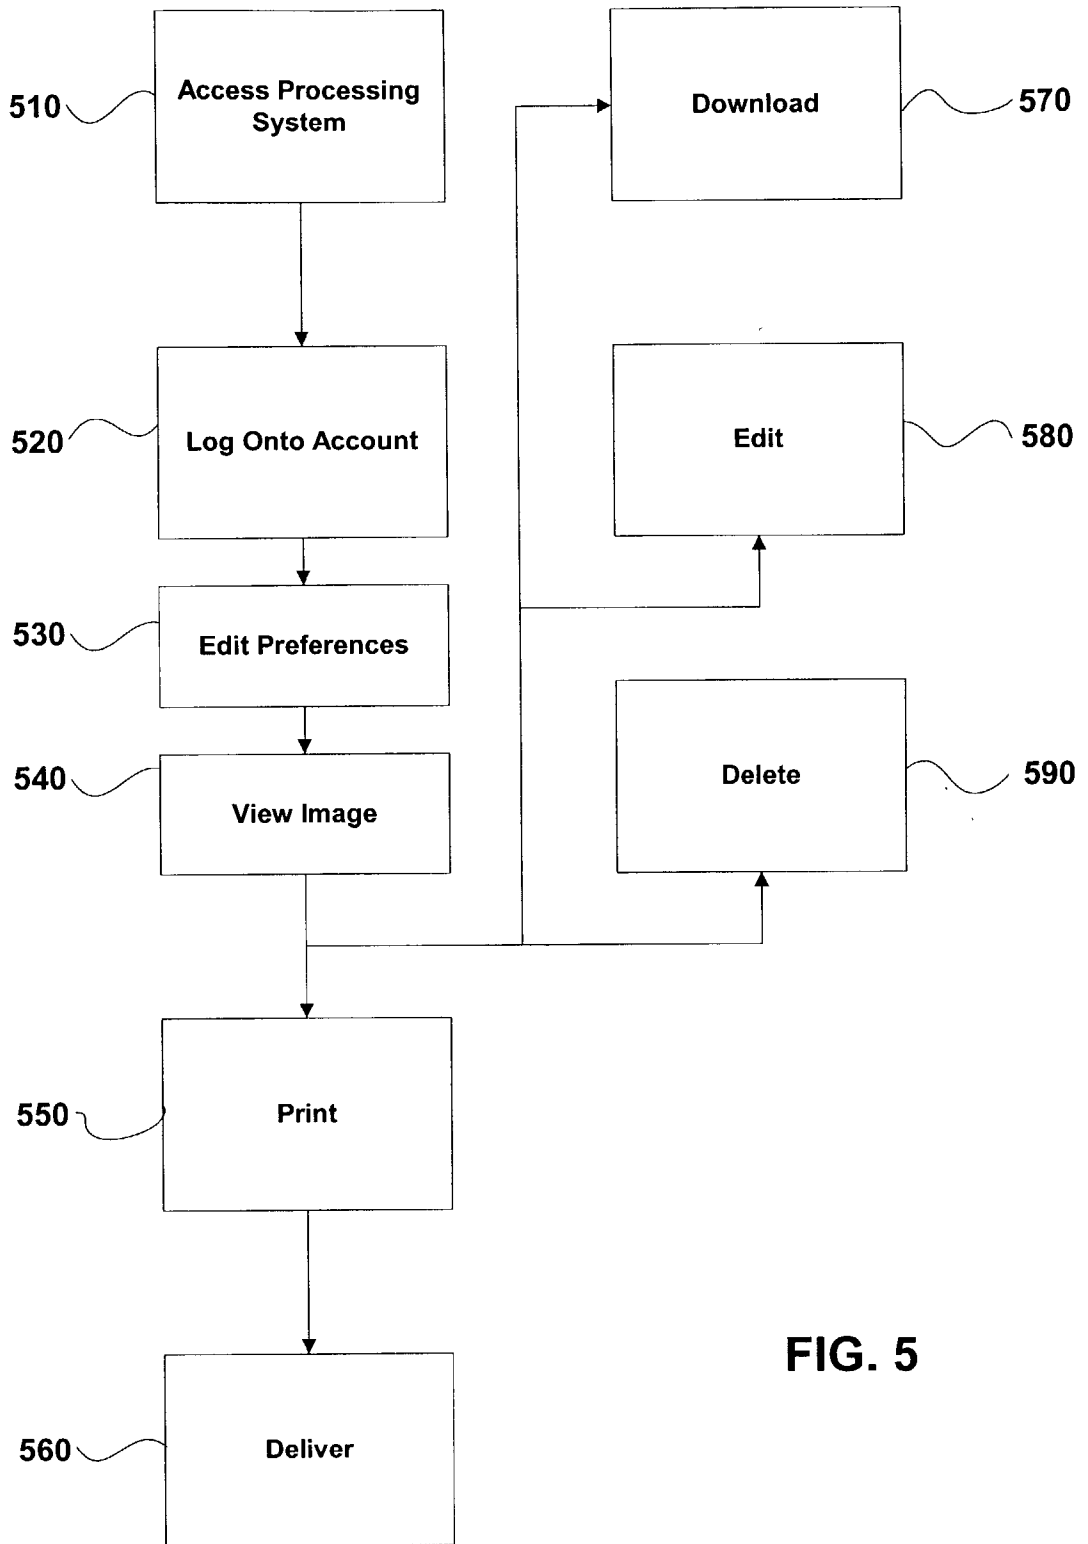 510
Access Processing
System
Download
570
520
Log Onto Account
Edit
580
530
Edit Preferences
540
View Image
Delete
590
550
Print
560
Deliver
FIG. 5